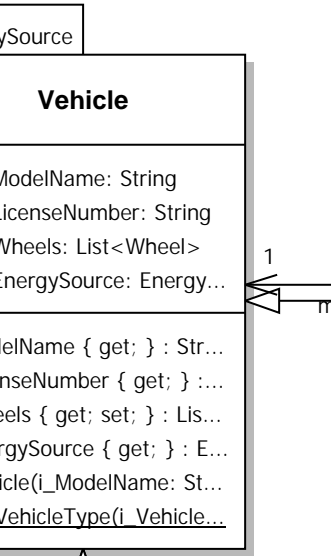 ySource
Vehicle
ModelName: String
LicenseNumber: String
Wheels: List<Wheel>
EnergySource: Energy...
1
m
delName { get; } : Str...
nseNumber { get; } :...
eels { get; set; } : Lis...
rgySource { get; } : E...
icle(i_ModelName: St...
VehicleType(i_Vehicle...